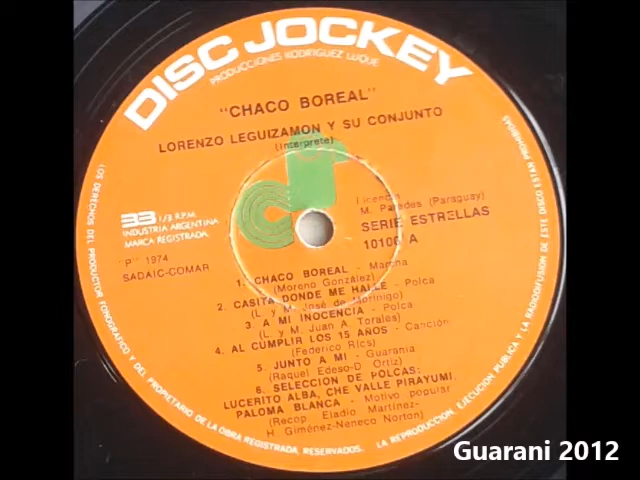 DISC JOCKEY
PRODUCCIONES RODRIGUEZ LUQUE
"CHACO BOREAL"
LORENZO LEGUIZAMON Y SU CONJUNTO
(Intérprete)
33 1/3 R.P.M.
INDUSTRIA ARGENTINA
MARCA REGISTRADA
"P" 1974
SADAIC-COMAR
Licencia
M. Paredes (Paraguay)
SERIE ESTRELLAS
10106 A
1. CHACO BOREAL - Marcha
(Moreno González)
2. CASITA DONDE ME HALLE - Polca
(L. y M. José de Morínigo)
3. A MI INOCENCIA - Polca
(L. y M. Juan A. Torales)
4. AL CUMPLIR LOS 15 AÑOS - Canción
(Federico Ríos)
5. JUNTO A MI - Guarania
(Raquel Edeso-D. Ortiz)
6. SELECCION DE POLCAS:
LUCERITO ALBA, CHE VALLE PIRAYUMI,
PALOMA BLANCA - Motivo popular
(Recop. Eladio Martínez-
H. Giménez-Neneco Norton)
LOS DERECHOS DEL PRODUCTOR FONOGRAFICO Y DEL PROPIETARIO DE LA OBRA REGISTRADA, RESERVADOS. LA REPRODUCCION, EJECUCION PUBLICA Y LA RADIODIFUSION DE ESTE DISCO ESTAN PROHIBIDAS
Guarani 2012